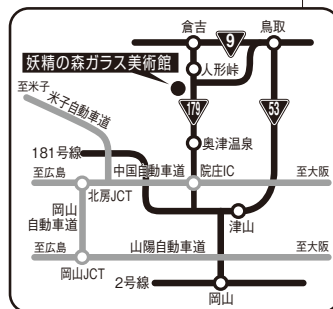 倉吉
鳥取
9
妖精の森ガラス美術館
人形峠
至米子
米子自動車道
179
53
奥津温泉
181号線
中国自動車道
院庄IC
至広島
至大阪
北房JCT
岡山
自動車道
津山
至広島
山陽自動車道
至大阪
岡山JCT
2号線
岡山